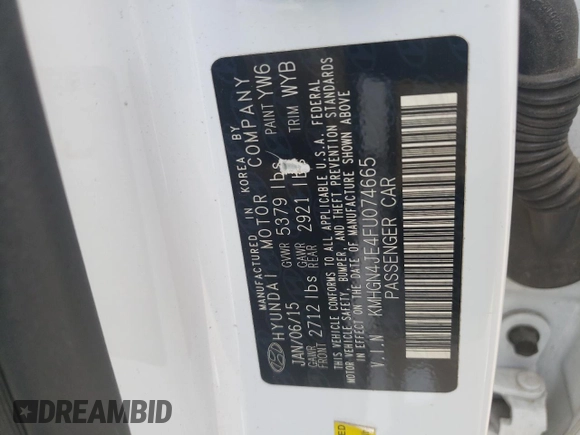 MANUFACTURED IN KOREA BY
HYUNDAI MOTOR COMPANY
JAN/06/15 GVWR 5379 lbs PAINT YW6
GAWR FRONT 2712 lbs GAWR REAR 2921 lbs TRIM WYB
THIS VEHICLE CONFORMS TO ALL APPLICABLE U.S.A. FEDERAL
MOTOR VEHICLE SAFETY, BUMPER, AND THEFT PREVENTION STANDARDS
IN EFFECT ON THE DATE OF MANUFACTURE SHOWN ABOVE
V.I.N KMHGN4JE4FU074665
PASSENGER CAR
DREAMBID